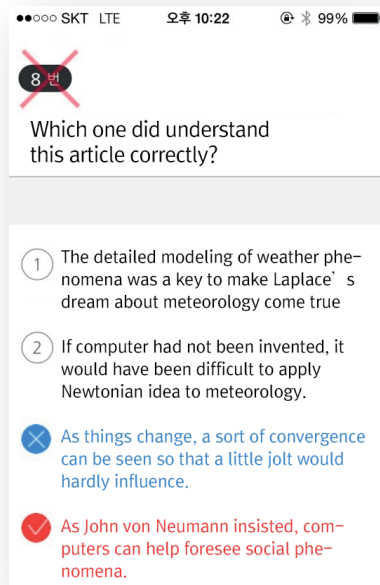 SKT LTE 오후 10:22 99%
8 번
Which one did understand
this article correctly?
1 The detailed modeling of weather phe-
nomena was a key to make Laplace's
dream about meteorology come true
2 If computer had not been invented, it
would have been difficult to apply
Newtonian idea to meteorology.
As things change, a sort of convergence
can be seen so that a little jolt would
hardly influence.
As John von Neumann insisted, com-
puters can help foresee social phe-
nomena.